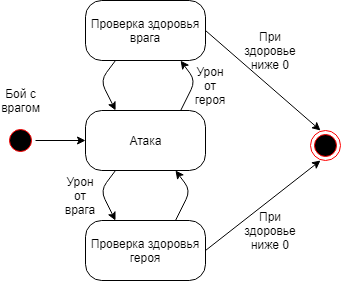 Проверка здоровья
врага
При
здоровье
ниже 0
Урон
от
героя
Бой с
врагом
Атака
Урон
от
врага
Проверка здоровья
героя
При
здоровье
ниже 0